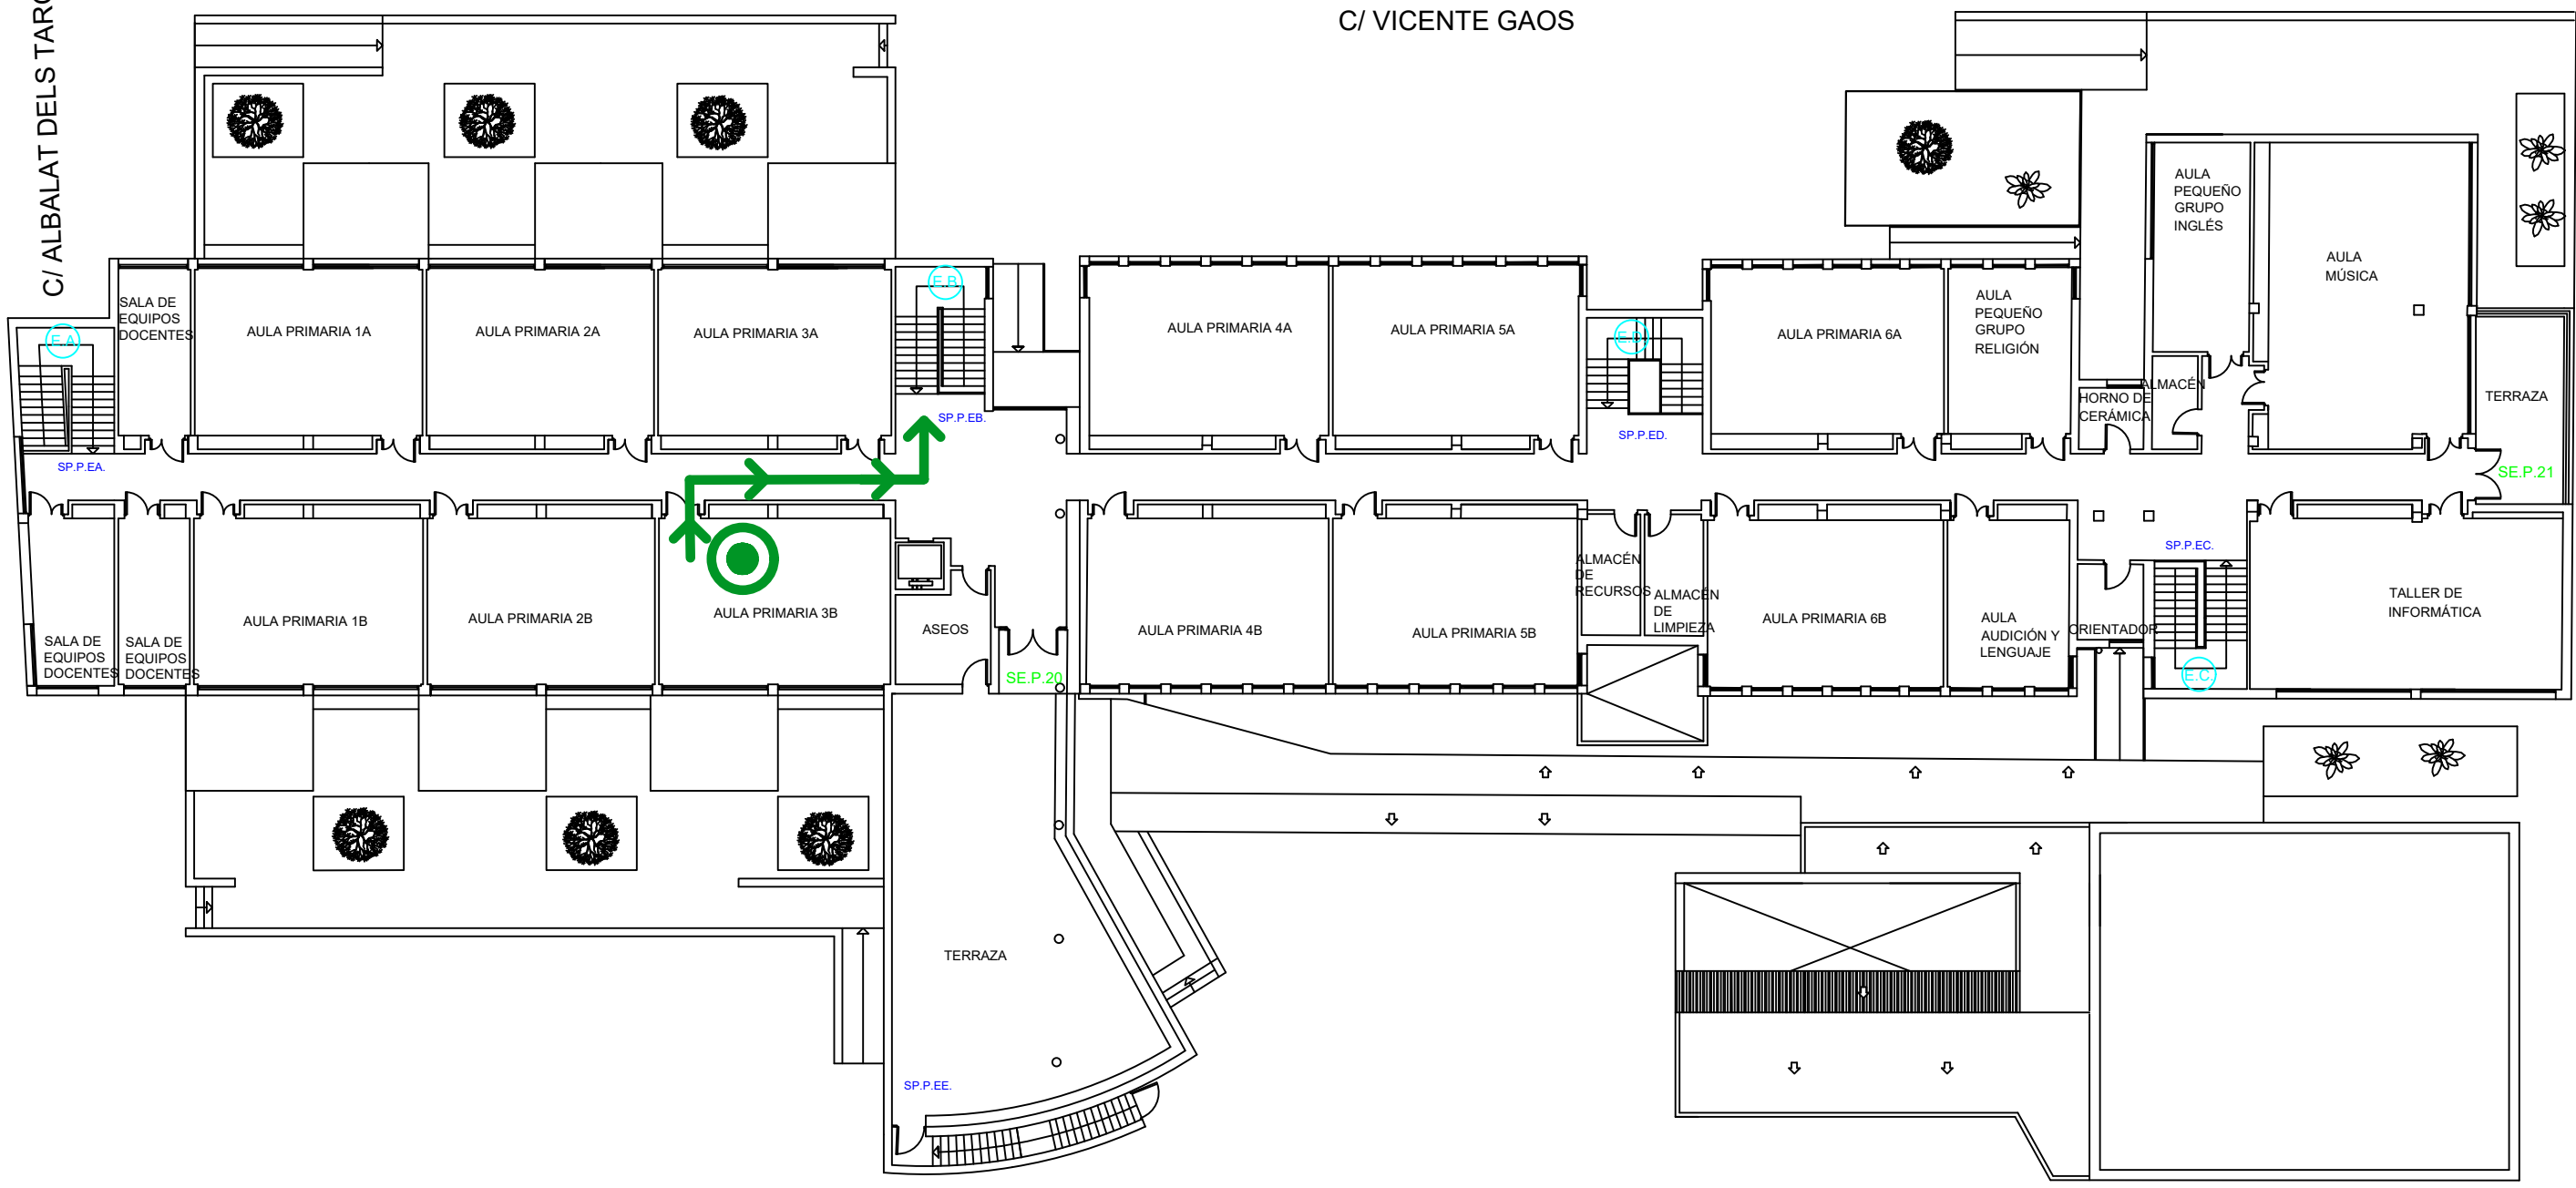 C/ ALBALAT DELS
C/ VICENTE GAOS
AULA
PEQUEÑO
GRUPO
INGLÉS
AULA
MÚSICA
SALA DE
EQUIPOS
DOCENTES
E.A
AULA PRIMARIA 1A
AULA PRIMARIA 2A
AULA PRIMARIA 3A
E.B
AULA PRIMARIA 4A
AULA PRIMARIA 5A
E.D.
AULA PRIMARIA 6A
AULA
PEQUEÑO
GRUPO
RELIGIÓN
HORNO DE
CERÁMICA
ALMACÉN
TERRAZA
SP.P.EA.
SP.P.EB.
SP.P.ED.
SE.P.21
SP.P.EC.
SALA DE
EQUIPOS
DOCENTES
SALA DE
EQUIPOS
DOCENTES
AULA PRIMARIA 1B
AULA PRIMARIA 2B
AULA PRIMARIA 3B
ASEOS
SE.P.20
AULA PRIMARIA 4B
AULA PRIMARIA 5B
ALMACÉN
DE
RECURSOS
ALMACÉN
DE
LIMPIEZA
AULA PRIMARIA 6B
AULA
AUDICIÓN Y
LENGUAJE
ORIENTADOR
E.C.
TALLER DE
INFORMÁTICA
TERRAZA
SP.P.EE.